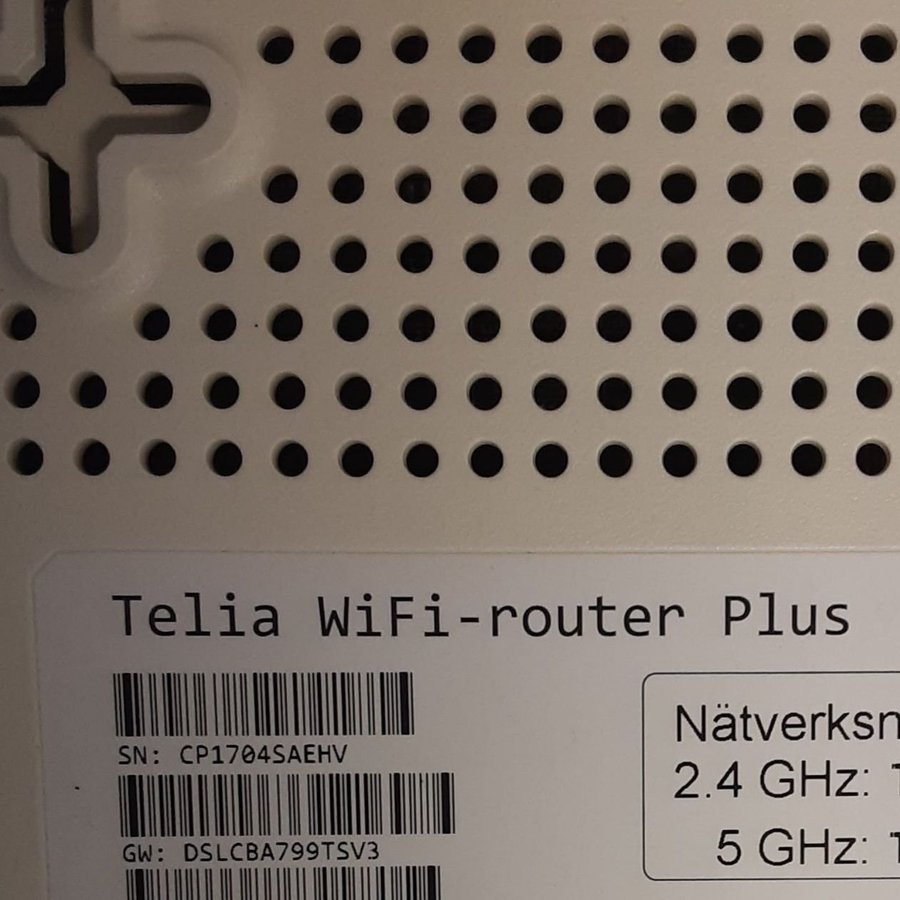 Telia WiFi-router Plus
SN: CP1704SAEHV
GW: DSLCBA799TSV3
2.4 GHz:
5 GHz: